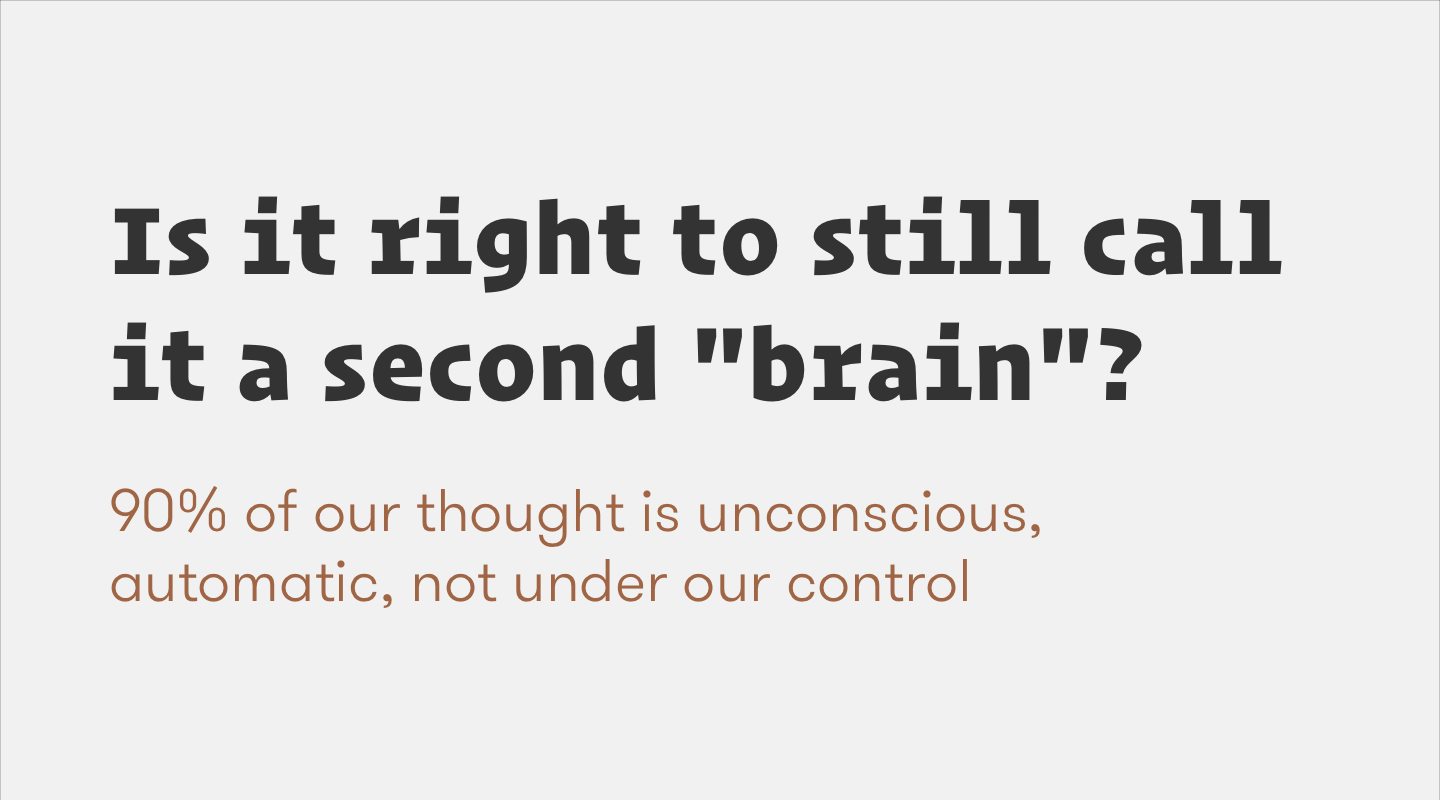 Is it right to still call
it a second "brain"?
90% of our thought is unconscious,
automatic, not under our control